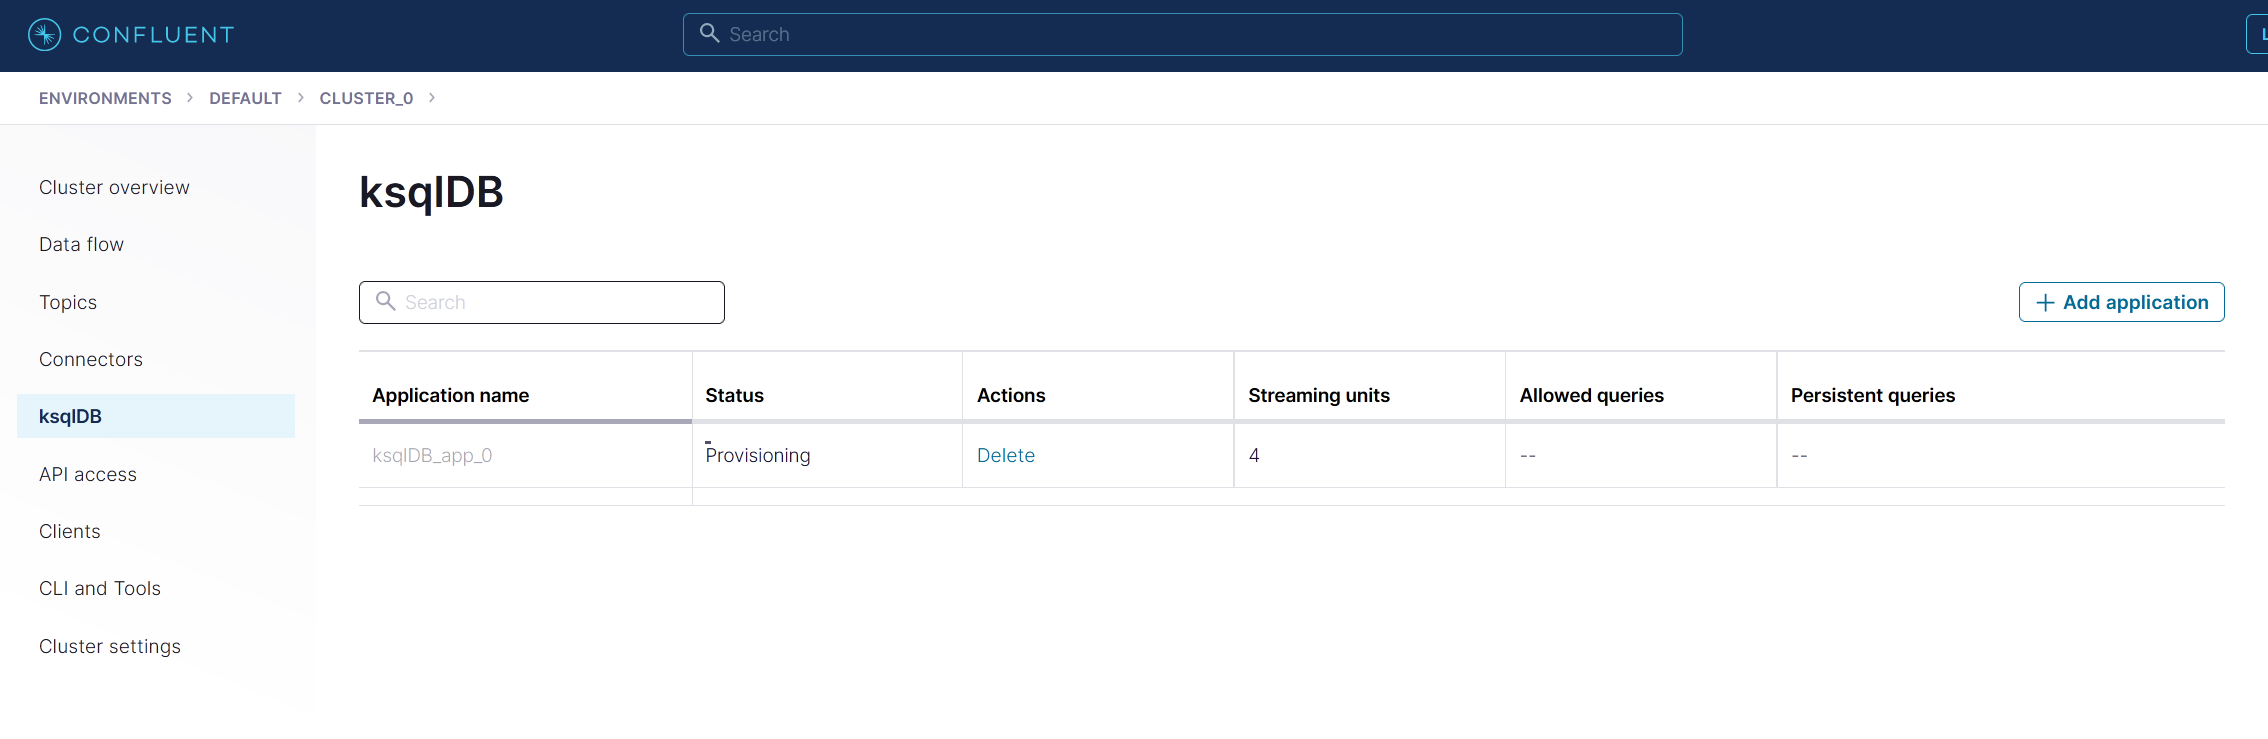 CONFLUENT
Search
L
ENVIRONMENTS > DEFAULT > CLUSTER_0 >
Cluster overview
Data flow
Topics
Connectors
ksqlDB
API access
Clients
CLI and Tools
Cluster settings
ksqlDB
Search
+ Add application
Application name Status Actions Streaming units Allowed queries Persistent queries
ksqlDB_app_0 Provisioning Delete 4 -- --